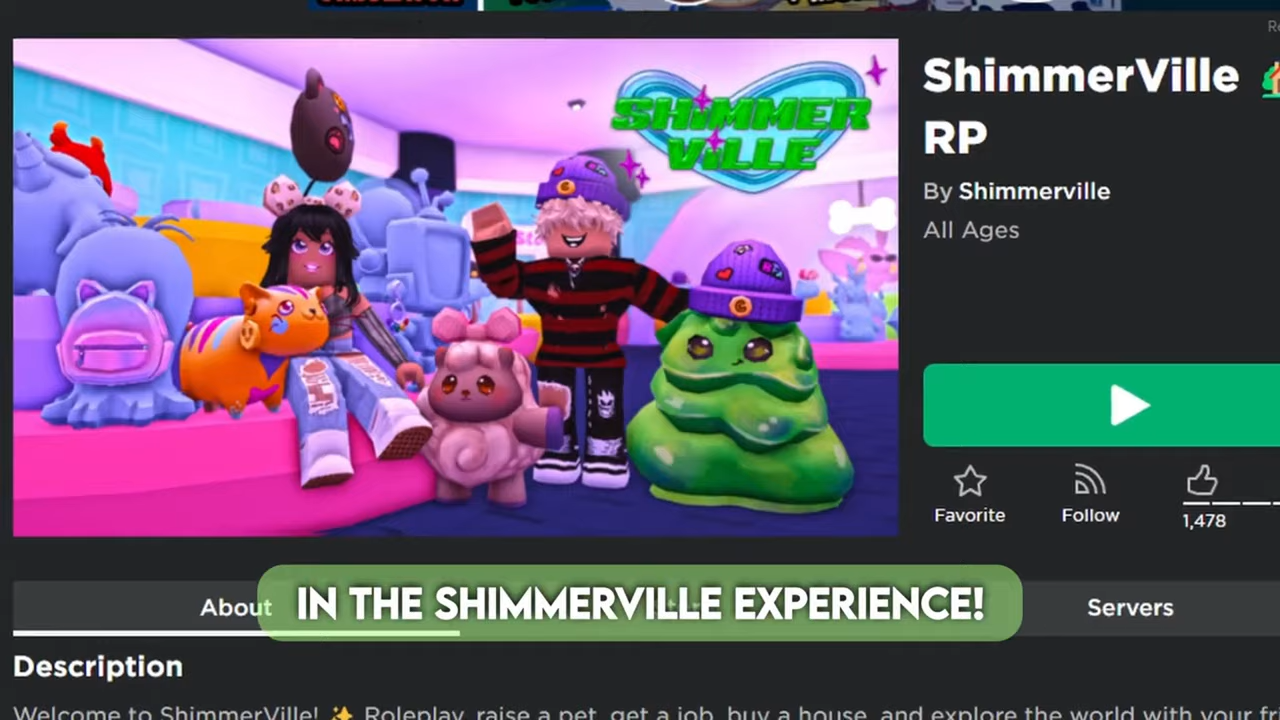 SHIMMER
VILLE
ShimmerVille
RP
By Shimmerville
All Ages
Favorite
Follow
1,478
About
IN THE SHIMMERVILLE EXPERIENCE!
Servers
Description
Welcome to ShimmerVille! ✨ Roleplay, raise a pet, get a job, buy a house, and explore the world with your